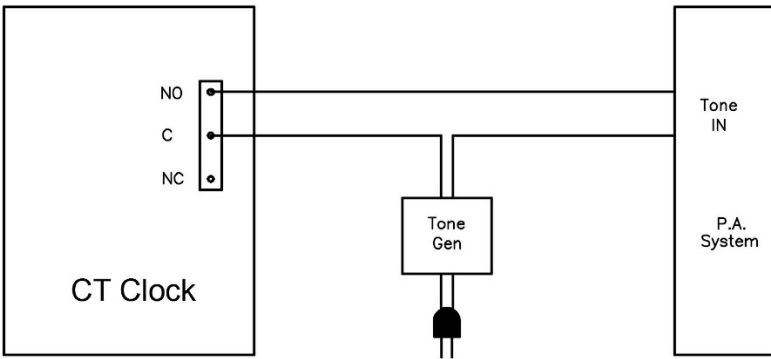 NO
C
NC
CT Clock
Tone
Gen
Tone
IN
P.A.
System